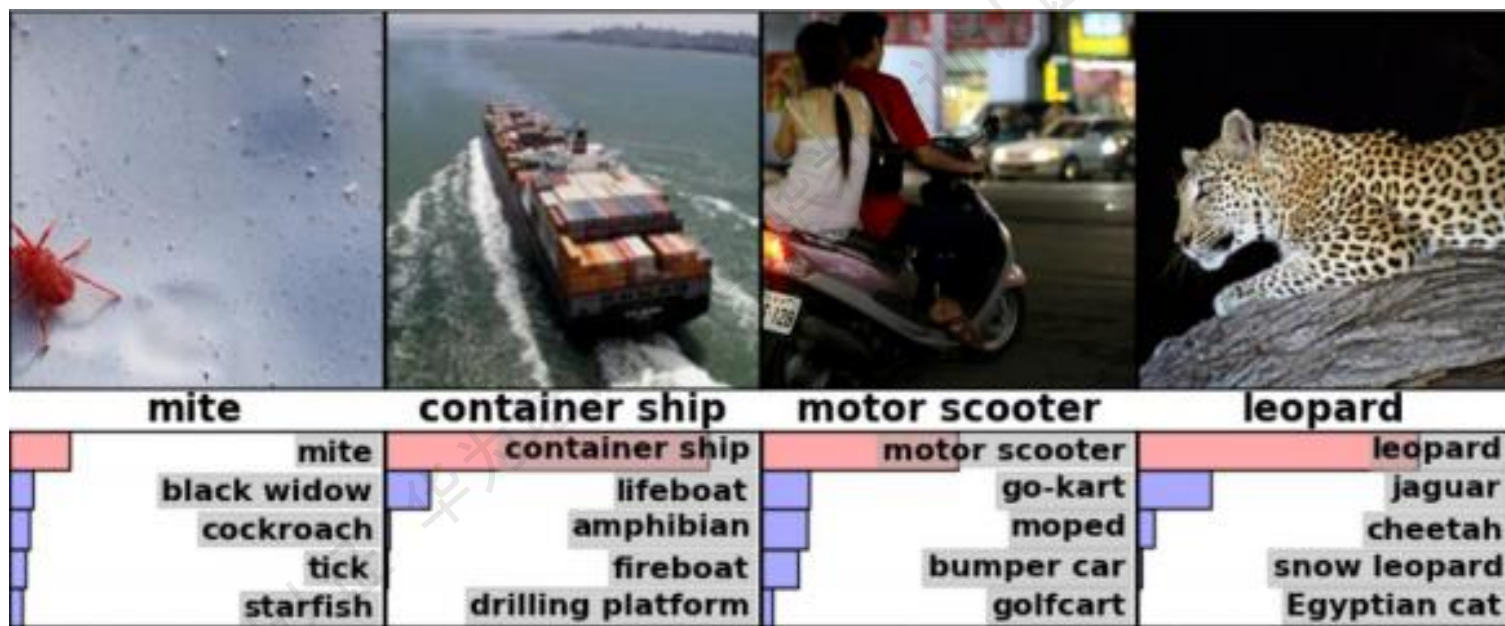 mite
container ship
motor scooter
leopard
mite
black widow
cockroach
tick
starfish
container ship
lifeboat
amphibian
fireboat
drilling platform
motor scooter
go-kart
moped
bumper car
golfcart
leopard
jaguar
cheetah
snow leopard
Egyptian cat